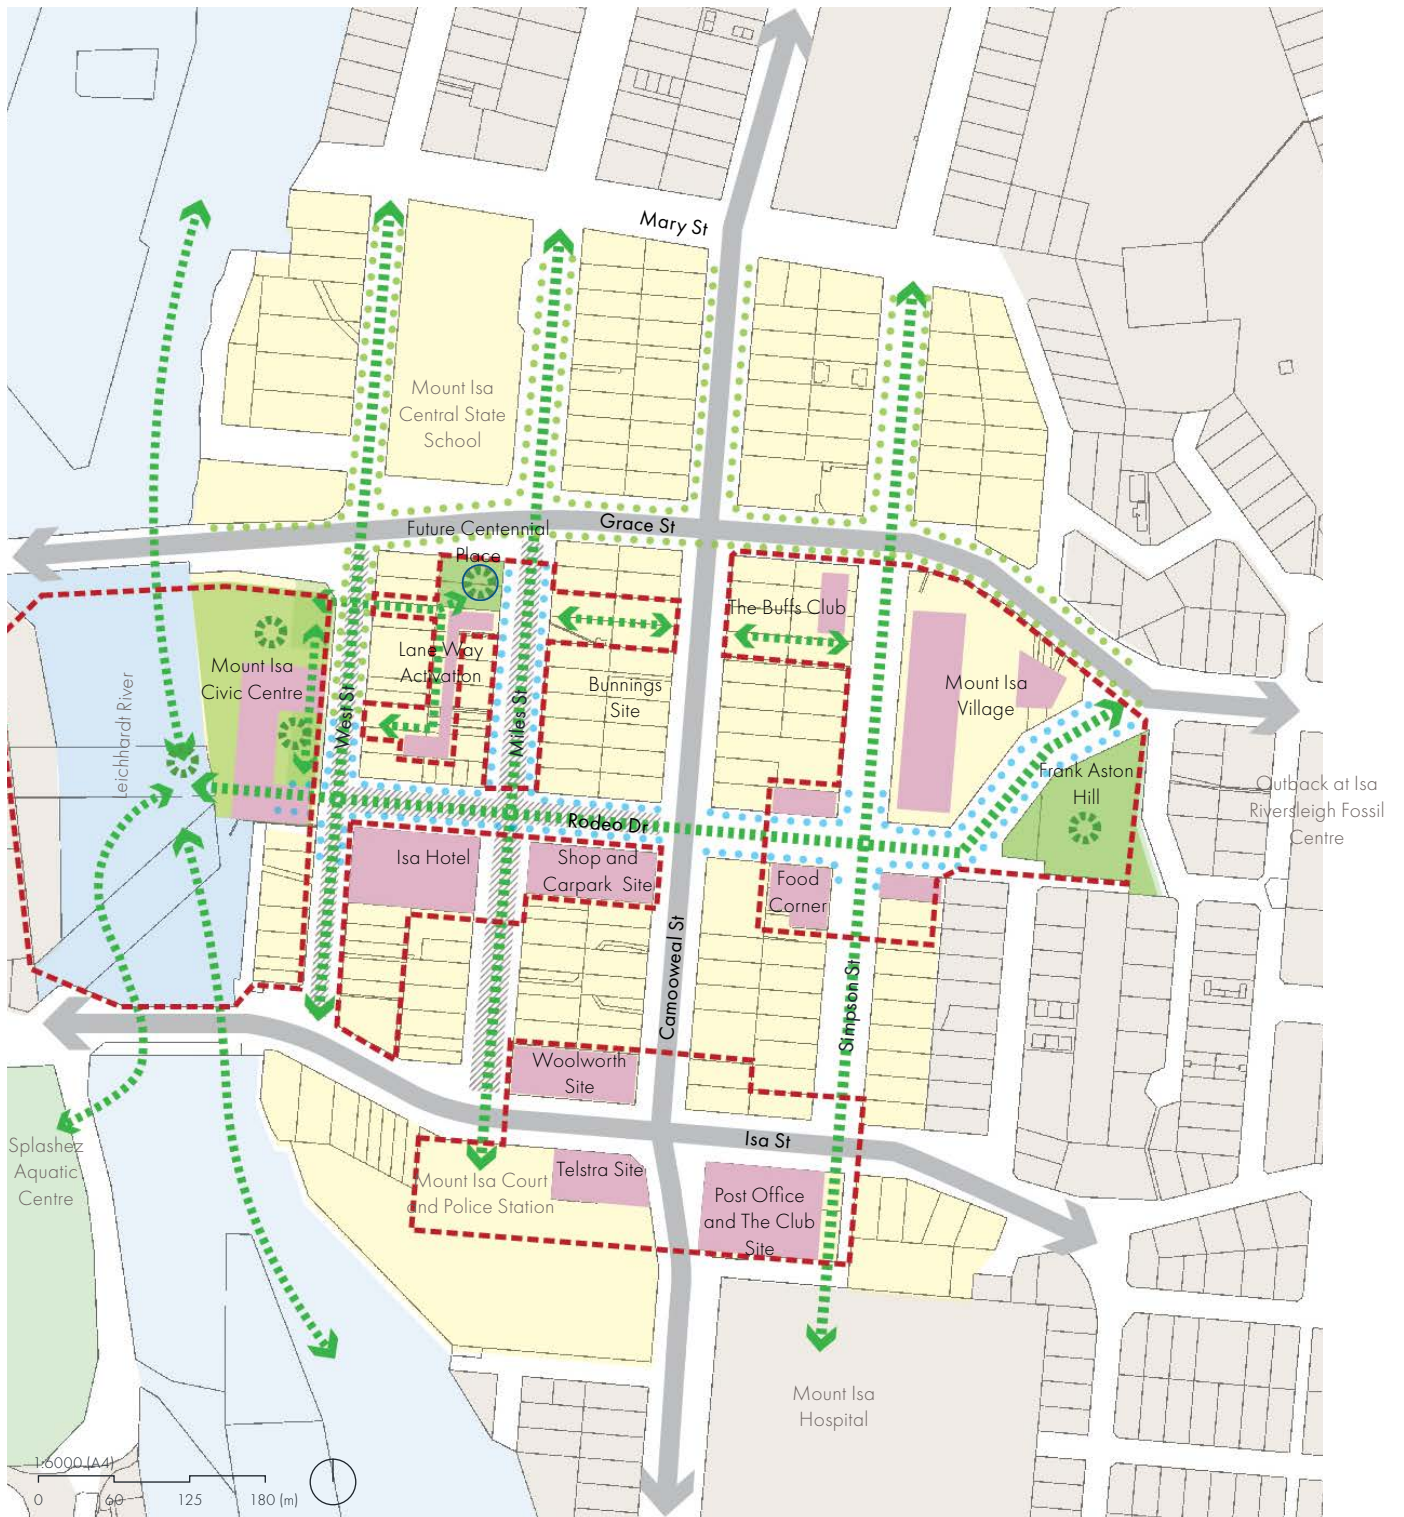 Mary St
Mount Isa
Central State
School
Future Centennial
Place
Grace St
The Buffs Club
Lane Way
Activation
Mount Isa
Civic Centre
Bunnings
Site
Mount Isa
Village
West St
Miles St
Leichhardt River
Frank Aston
Hill
Outback at Isa
Riversleigh Fossil
Centre
Rodeo Dr
Isa Hotel
Shop and
Carpark Site
Food
Corner
Camooweal St
Simpson St
Woolworth
Site
Isa St
Splashez
Aquatic
Centre
Telstra Site
Mount Isa Court
and Police Station
Post Office
and The Club
Site
Mount Isa
Hospital
1:6000 (A4)
0 60 125 180 (m)